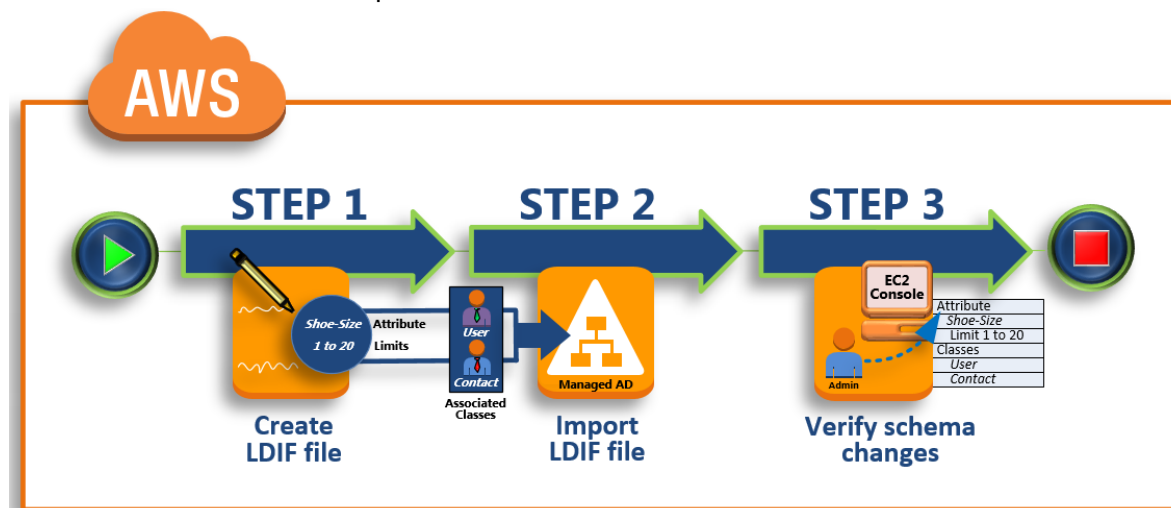 AWS
STEP 1
STEP 2
STEP 3
Shoe-Size
1 to 20
Attribute
Limits
User
Contact
Associated
Classes
Managed AD
EC2
Console
Admin
Attribute
Shoe-Size
Limit 1 to 20
Classes
User
Contact
Create
LDIF file
Import
LDIF file
Verify schema
changes